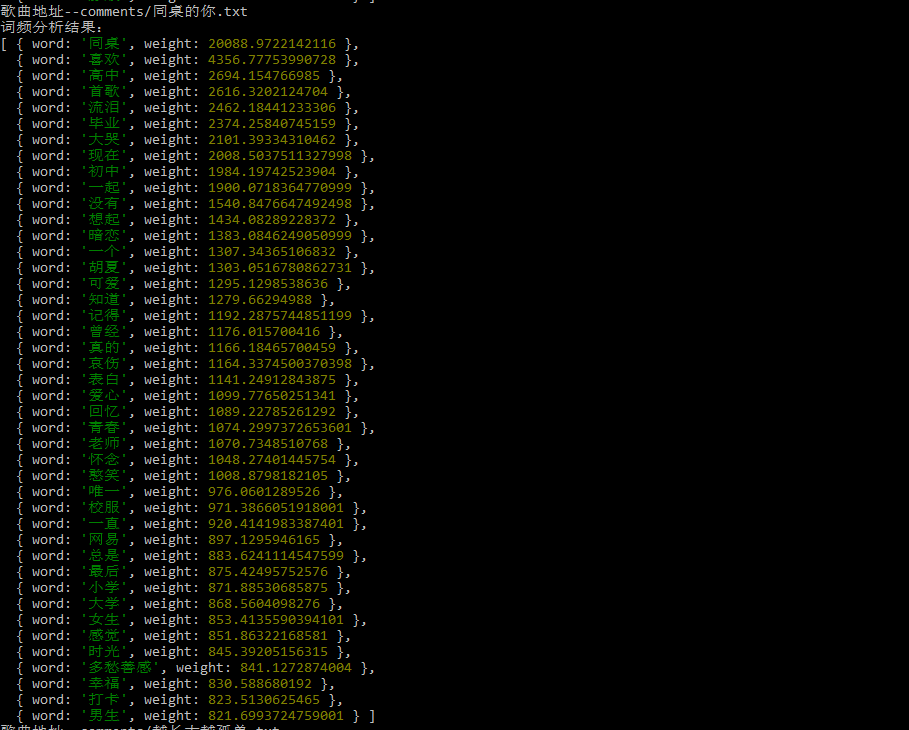 歌曲地址--comments/同桌的你.txt
词频分析结果:
[ { word: '同桌', weight: 20088.9722142116 },
{ word: '喜欢', weight: 4356.77753990728 },
{ word: '高中', weight: 2694.154766985 },
{ word: '首歌', weight: 2616.3202124704 },
{ word: '流泪', weight: 2462.18441233306 },
{ word: '毕业', weight: 2374.25840745159 },
{ word: '大哭', weight: 2101.39334310462 },
{ word: '现在', weight: 2008.5037511327998 },
{ word: '初中', weight: 1984.19742523904 },
{ word: '一起', weight: 1900.0718364770999 },
{ word: '没有', weight: 1540.8476647492498 },
{ word: '想起', weight: 1434.08289228372 },
{ word: '暗恋', weight: 1383.0846249050999 },
{ word: '一个', weight: 1307.34365106832 },
{ word: '胡夏', weight: 1303.0516780862731 },
{ word: '可爱', weight: 1295.1298538636 },
{ word: '知道', weight: 1279.66294988 },
{ word: '记得', weight: 1192.2875744851199 },
{ word: '曾经', weight: 1176.015700416 },
{ word: '真的', weight: 1166.18465700459 },
{ word: '哀伤', weight: 1164.3374500370398 },
{ word: '表白', weight: 1141.24912843875 },
{ word: '爱心', weight: 1099.77650251341 },
{ word: '回忆', weight: 1089.22785261292 },
{ word: '青春', weight: 1074.2997372653601 },
{ word: '老师', weight: 1070.7348510768 },
{ word: '怀念', weight: 1048.27401445754 },
{ word: '憨笑', weight: 1008.8798182105 },
{ word: '唯一', weight: 976.0601289526 },
{ word: '校服', weight: 971.3866051918001 },
{ word: '一直', weight: 920.4141983387401 },
{ word: '网易', weight: 897.1295946165 },
{ word: '总是', weight: 883.6241114547599 },
{ word: '最后', weight: 875.42495752576 },
{ word: '小学', weight: 871.88530685875 },
{ word: '大学', weight: 868.5604098276 },
{ word: '女生', weight: 853.4135590394101 },
{ word: '感觉', weight: 851.86322168581 },
{ word: '时光', weight: 845.39205156315 },
{ word: '多愁善感', weight: 841.1272874004 },
{ word: '幸福', weight: 830.588680192 },
{ word: '打卡', weight: 823.5130625465 },
{ word: '男生', weight: 821.6993724759001 } ]